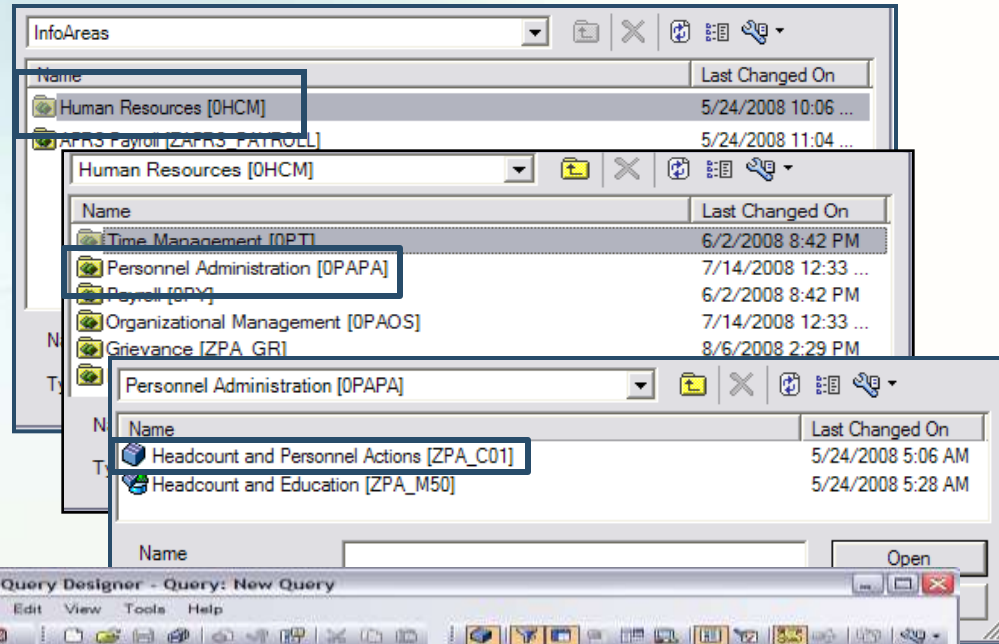 InfoAreas
Name Last Changed On
Human Resources [0HCM] 5/24/2008 10:06 ...
APRS Payroll [ZAPRS_PAYROLL] 5/24/2008 11:04 ...
Human Resources [0HCM]
Name Last Changed On
Time Management [0PT] 6/2/2008 8:42 PM
Personnel Administration [0PAPA] 7/14/2008 12:33 ...
Payroll [0PY] 6/2/2008 8:42 PM
Organizational Management [0PAOS] 7/14/2008 12:33 ...
Grievance [ZPA_GR] 8/6/2008 2:29 PM
Personnel Administration [0PAPA]
Name Last Changed On
Headcount and Personnel Actions [ZPA_C01] 5/24/2008 5:06 AM
Headcount and Education [ZPA_M50] 5/24/2008 5:28 AM
Name Open
Query Designer - Query: New Query
Edit View Tools Help